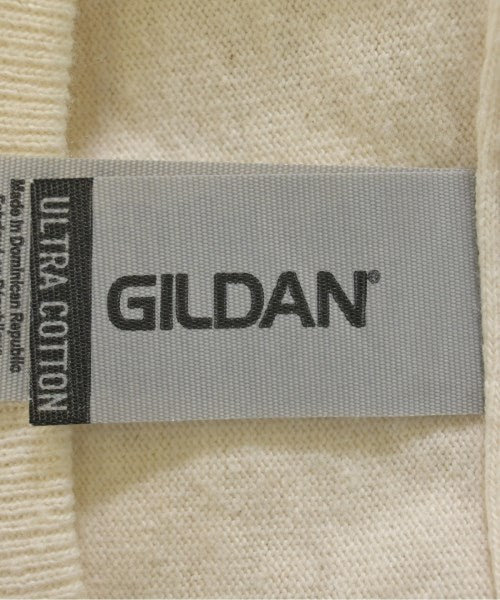 GILDAN®
ULTRA COTTON
Made in Dominican Republic